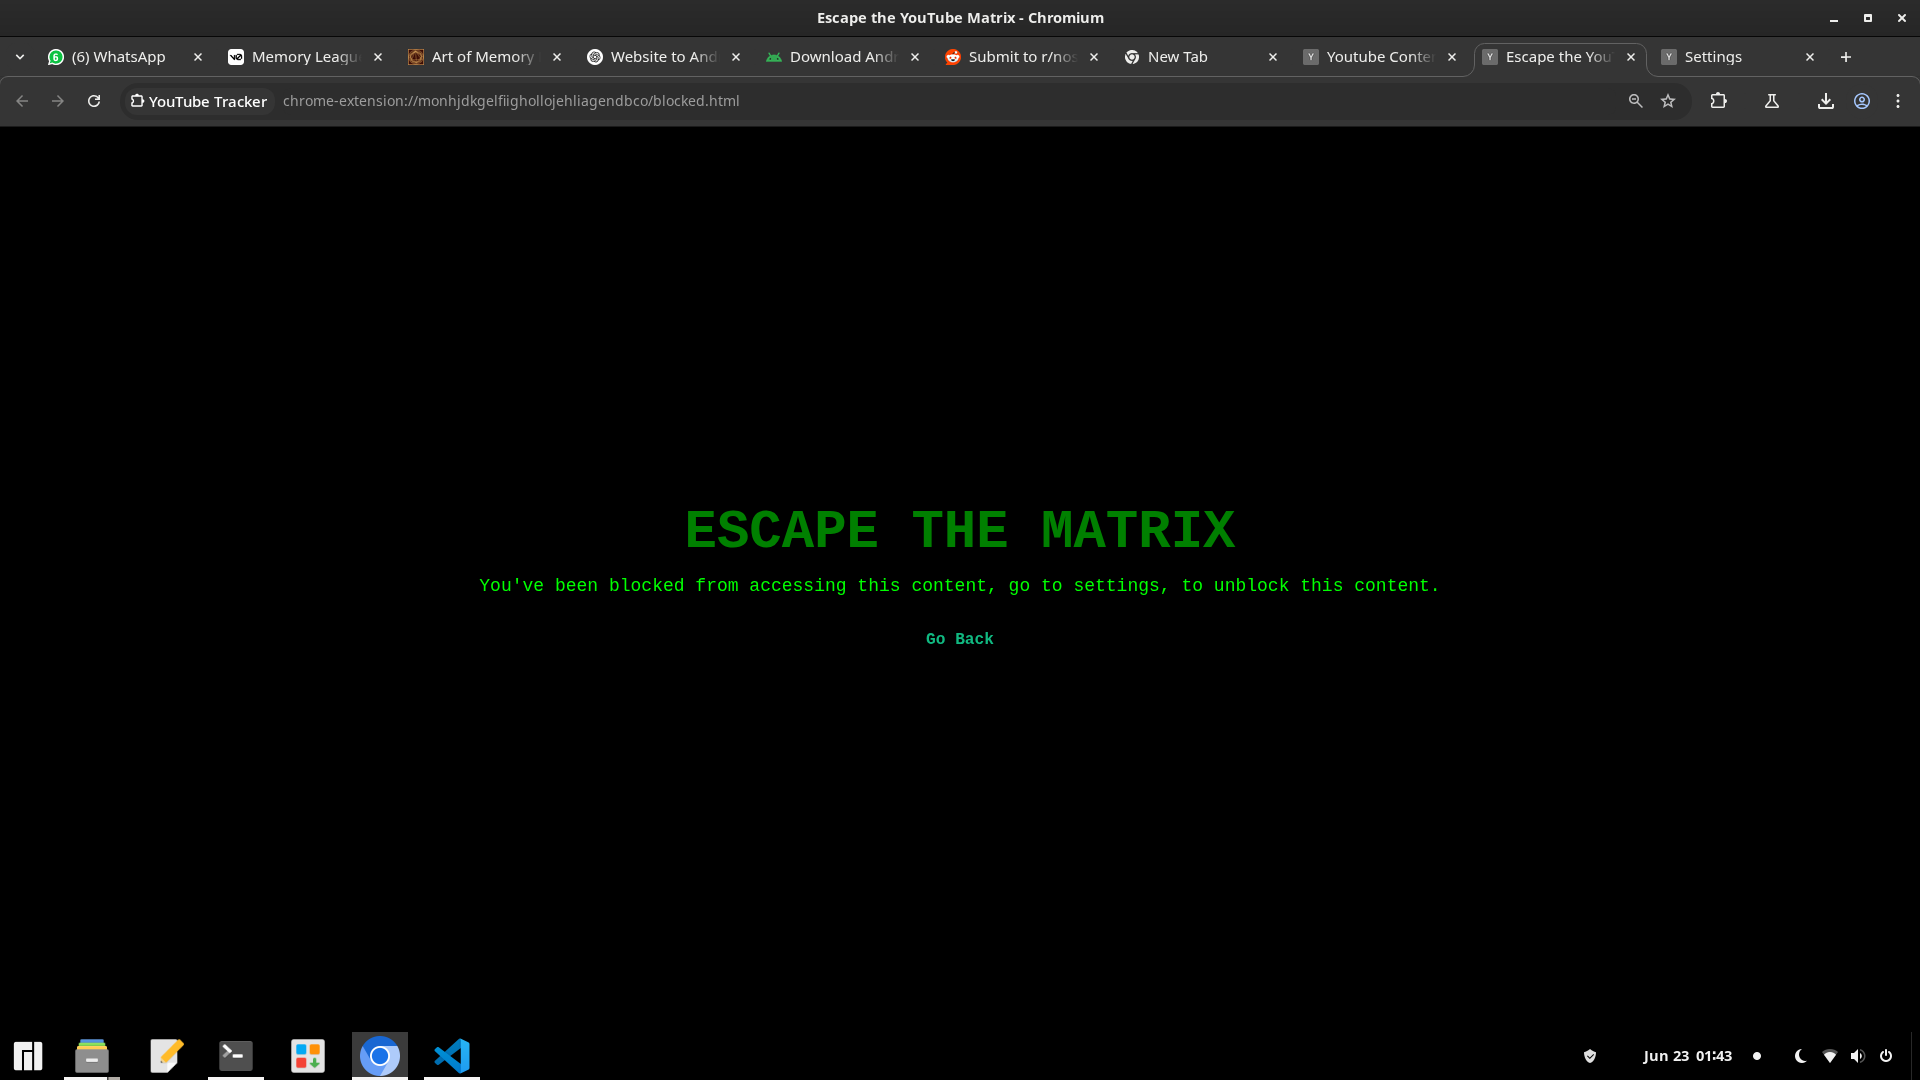 Escape the YouTube Matrix - Chromium
(6) WhatsApp
Memory Leagu
Art of Memory
Website to And
Download Andr
Submit to r/nos
New Tab
Youtube Conte
Escape the You
Settings
YouTube Tracker chrome-extension://monhjdkgelfiighollojehliagendbco/blocked.html
ESCAPE THE MATRIX
You've been blocked from accessing this content, go to settings, to unblock this content.
Go Back
Jun 23 01:43